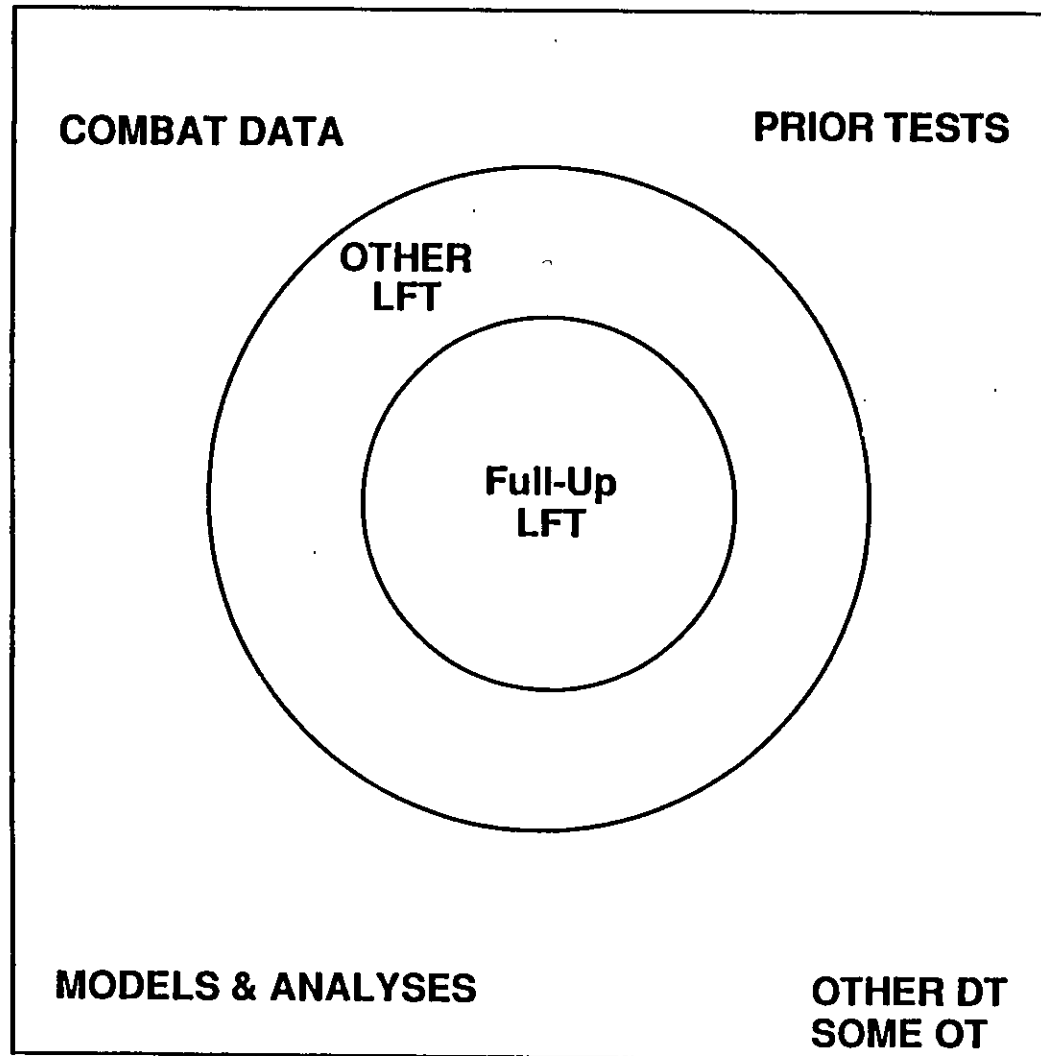 COMBAT DATA
PRIOR TESTS
OTHER
LFT
Full-Up
LFT
MODELS & ANALYSES
OTHER DT
SOME OT